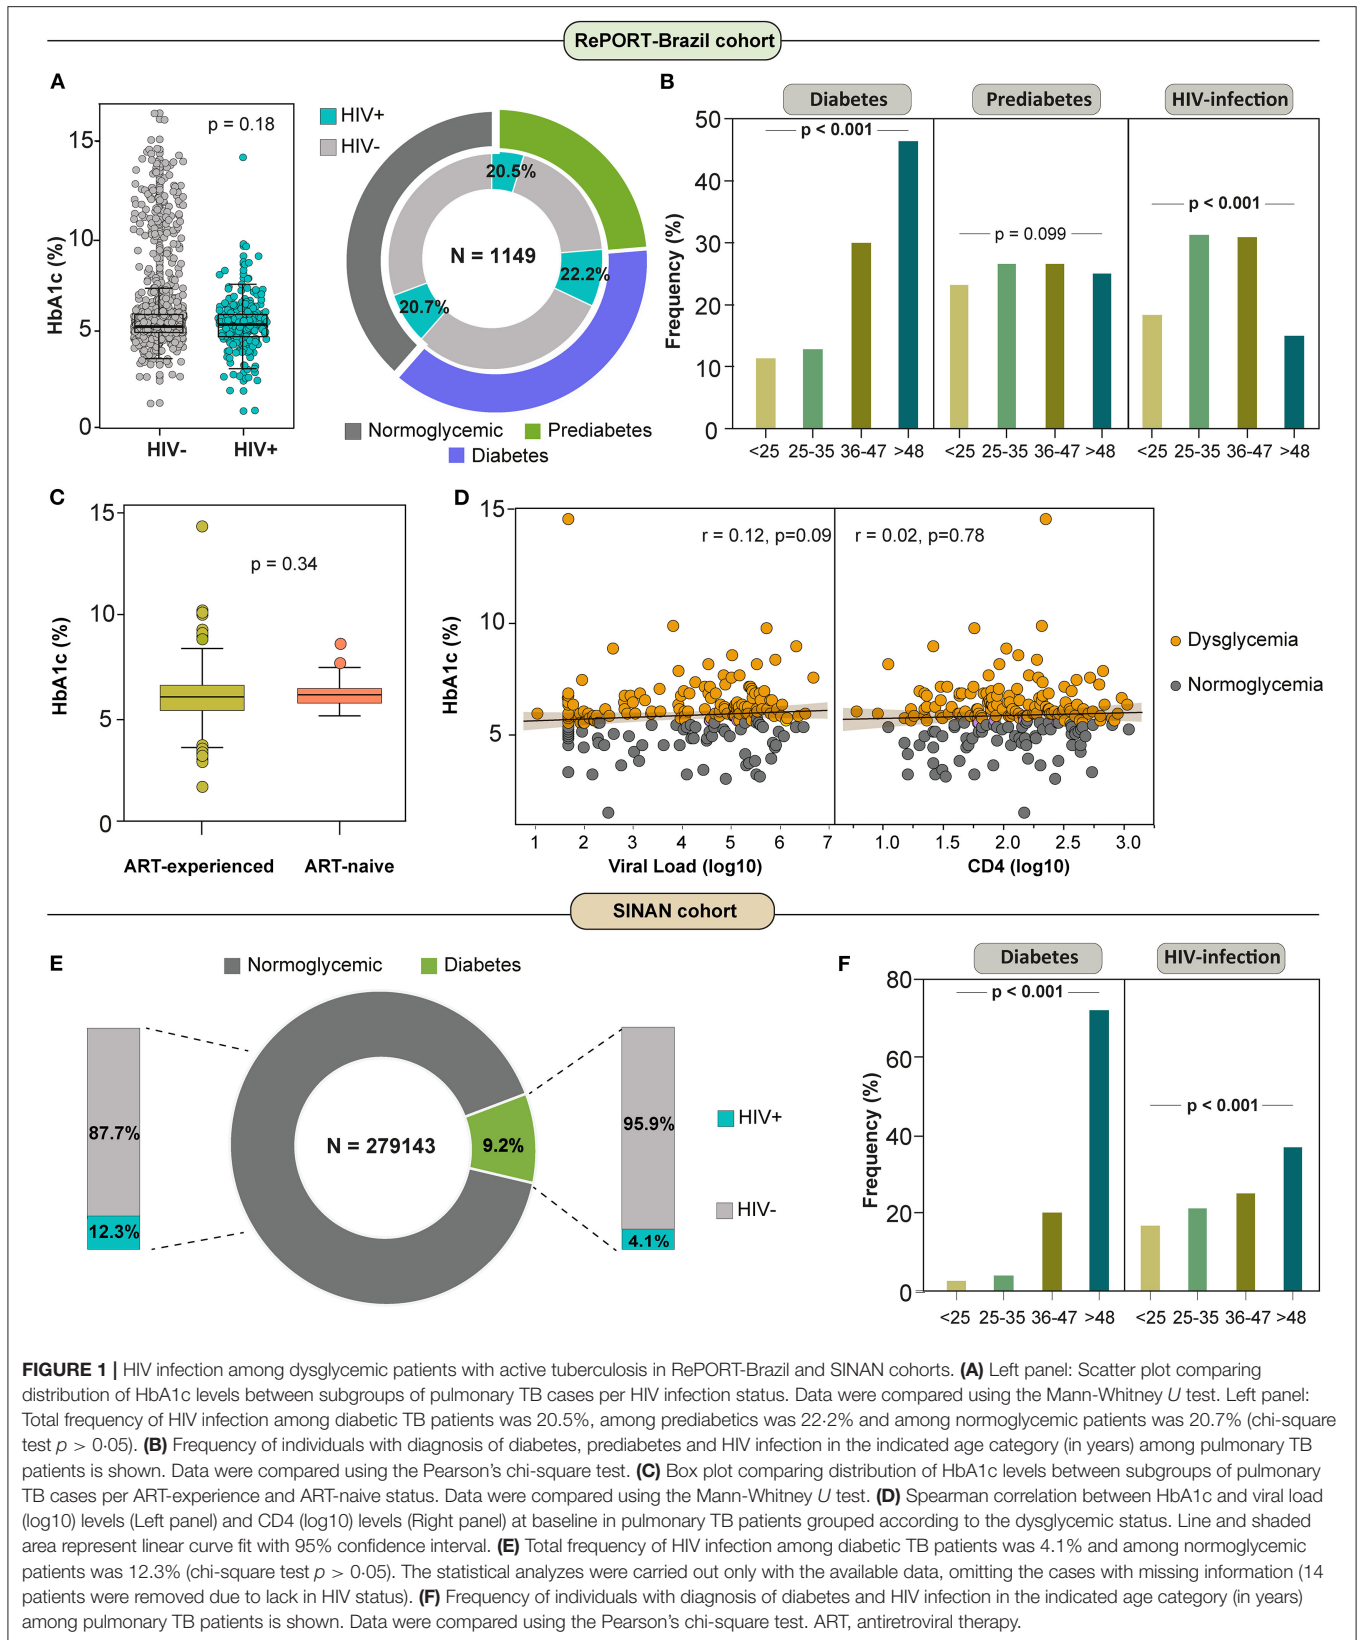 RePORT-Brazil cohort
A
p = 0.18
HbA1c (%)
15
10
5
0
HIV-
HIV+
HIV+
HIV-
20.5%
N = 1149
22.2%
20.7%
Normoglycemic
Prediabetes
Diabetes
B
Diabetes
Prediabetes
HIV-infection
Frequency (%)
50
40
30
20
10
0
p < 0.001
p = 0.099
p < 0.001
<25 25-35 36-47 >48
<25 25-35 36-47 >48
<25 25-35 36-47 >48
C
HbA1c (%)
15
10
5
0
p = 0.34
ART-experienced
ART-naive
D
HbA1c (%)
15
10
5
r = 0.12, p=0.09
r = 0.02, p=0.78
1 2 3 4 5 6 7
1.0 1.5 2.0 2.5 3.0
Viral Load (log10)
CD4 (log10)
Dysglycemia
Normoglycemia
SINAN cohort
E
Normoglycemic
Diabetes
87.7%
12.3%
N = 279143
9.2%
95.9%
4.1%
HIV+
HIV-
F
Diabetes
HIV-infection
Frequency (%)
80
60
40
20
0
p < 0.001
p < 0.001
<25 25-35 36-47 >48
<25 25-35 36-47 >48
FIGURE 1 | HIV infection among dysglycemic patients with active tuberculosis in RePORT-Brazil and SINAN cohorts. (A) Left panel: Scatter plot comparing
distribution of HbA1c levels between subgroups of pulmonary TB cases per HIV infection status. Data were compared using the Mann-Whitney U test. Left panel:
Total frequency of HIV infection among diabetic TB patients was 20.5%, among prediabetics was 22·2% and among normoglycemic patients was 20.7% (chi-square
test p > 0·05). (B) Frequency of individuals with diagnosis of diabetes, prediabetes and HIV infection in the indicated age category (in years) among pulmonary TB
patients is shown. Data were compared using the Pearson's chi-square test. (C) Box plot comparing distribution of HbA1c levels between subgroups of pulmonary
TB cases per ART-experience and ART-naive status. Data were compared using the Mann-Whitney U test. (D) Spearman correlation between HbA1c and viral load
(log10) levels (Left panel) and CD4 (log10) levels (Right panel) at baseline in pulmonary TB patients grouped according to the dysglycemic status. Line and shaded
area represent linear curve fit with 95% confidence interval. (E) Total frequency of HIV infection among diabetic TB patients was 4.1% and among normoglycemic
patients was 12.3% (chi-square test p > 0.05). The statistical analyzes were carried out only with the available data, omitting the cases with missing information (14
patients were removed due to lack in HIV status). (F) Frequency of individuals with diagnosis of diabetes and HIV infection in the indicated age category (in years)
among pulmonary TB patients is shown. Data were compared using the Pearson's chi-square test. ART, antiretroviral therapy.